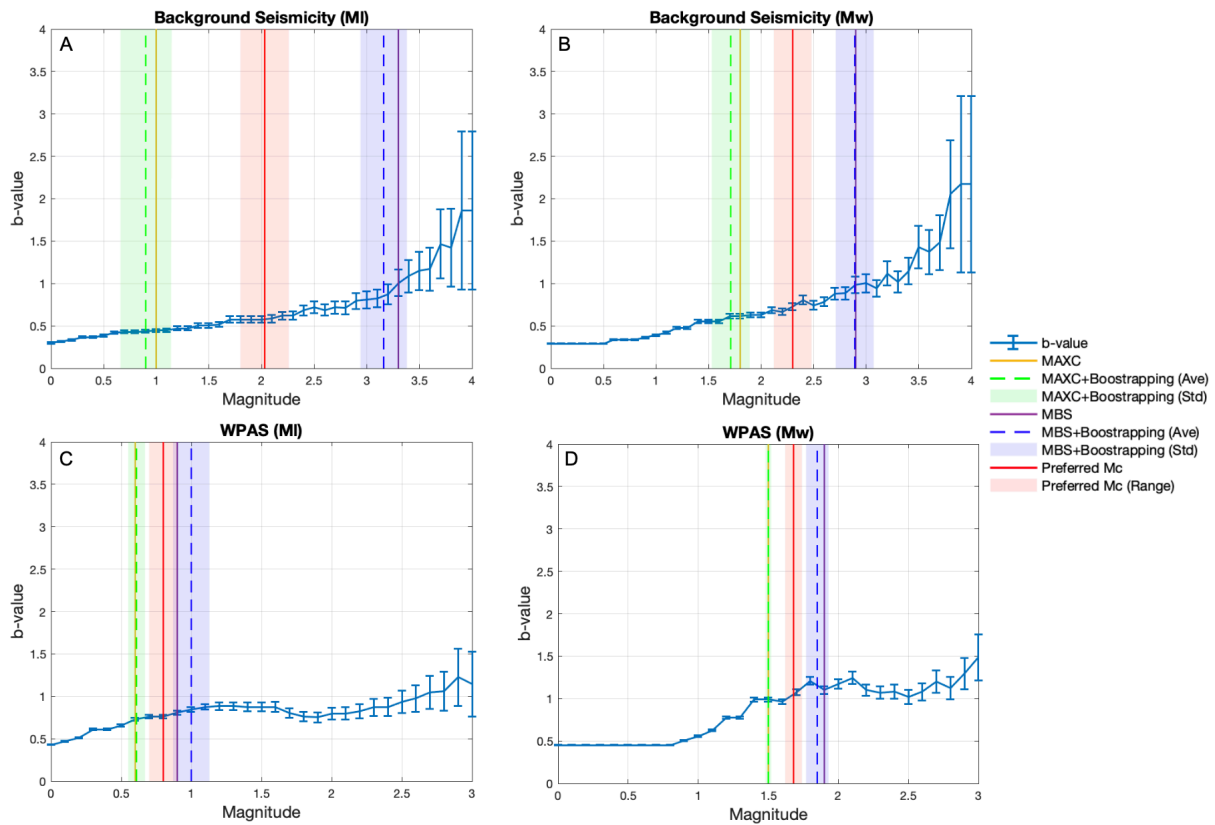 Background Seismicity (Ml)
A
4
3.5
3
2.5
2
1.5
1
0.5
0
b-value
0 0.5 1 1.5 2 2.5 3 3.5 4
Magnitude
Background Seismicity (Mw)
B
4
3.5
3
2.5
2
1.5
1
0.5
0
b-value
0 0.5 1 1.5 2 2.5 3 3.5 4
Magnitude
b-value
MAXC
MAXC+Boostrapping (Ave)
MAXC+Boostrapping (Std)
MBS
MBS+Boostrapping (Ave)
MBS+Boostrapping (Std)
Preferred Mc
Preferred Mc (Range)
WPAS (Ml)
C
4
3.5
3
2.5
2
1.5
1
0.5
0
b-value
0 0.5 1 1.5 2 2.5 3
Magnitude
WPAS (Mw)
D
4
3.5
3
2.5
2
1.5
1
0.5
0
b-value
0 0.5 1 1.5 2 2.5 3
Magnitude